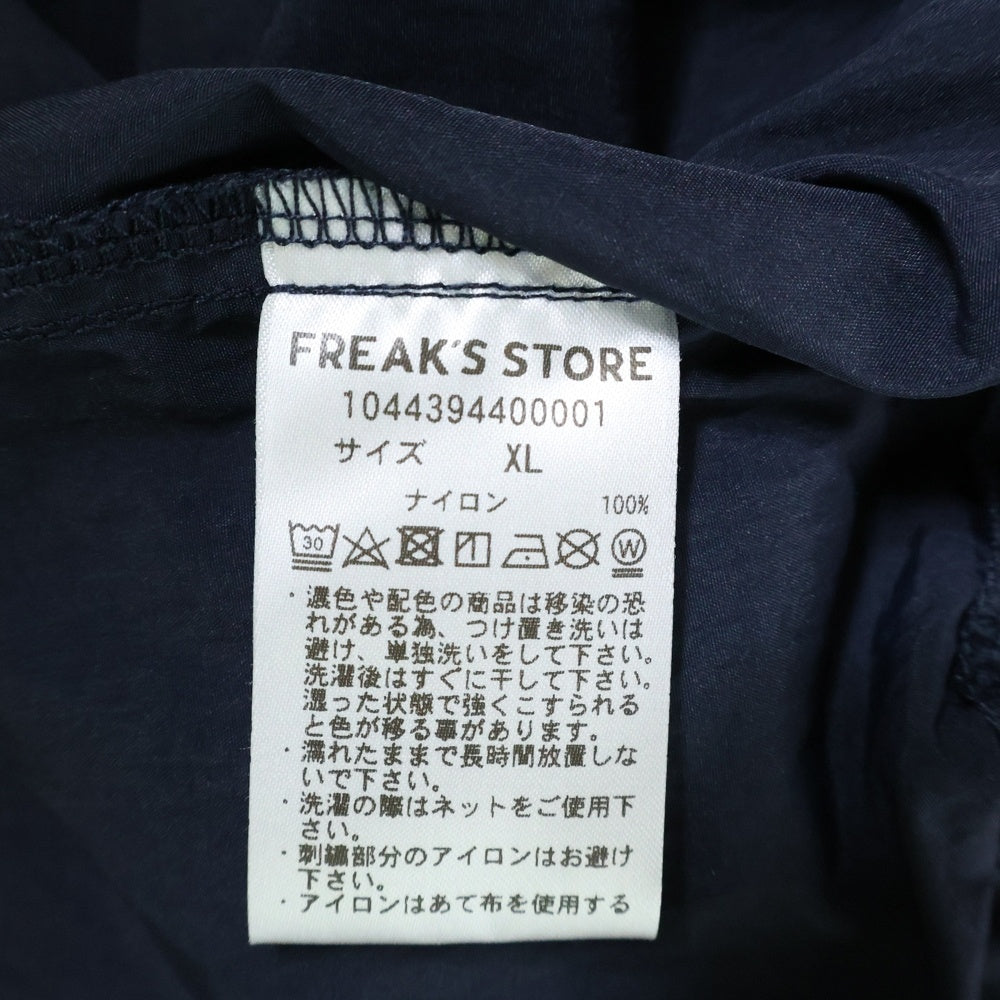 FREAK'S STORE
1044394400001
サイズ XL
ナイロン 100%
30 W
・濃色や配色の商品は移染の恐
れがある為、つけ置き洗いは
避け、単独洗いをして下さい。
洗濯後はすぐに干して下さい。
湿った状態で強くこすられる
と色が移る事があります。
・濡れたままで長時間放置しな
いで下さい。
・洗濯の際はネットをご使用下
さい。
・刺繍部分のアイロンはお避け
下さい。
・アイロンはあて布を使用する